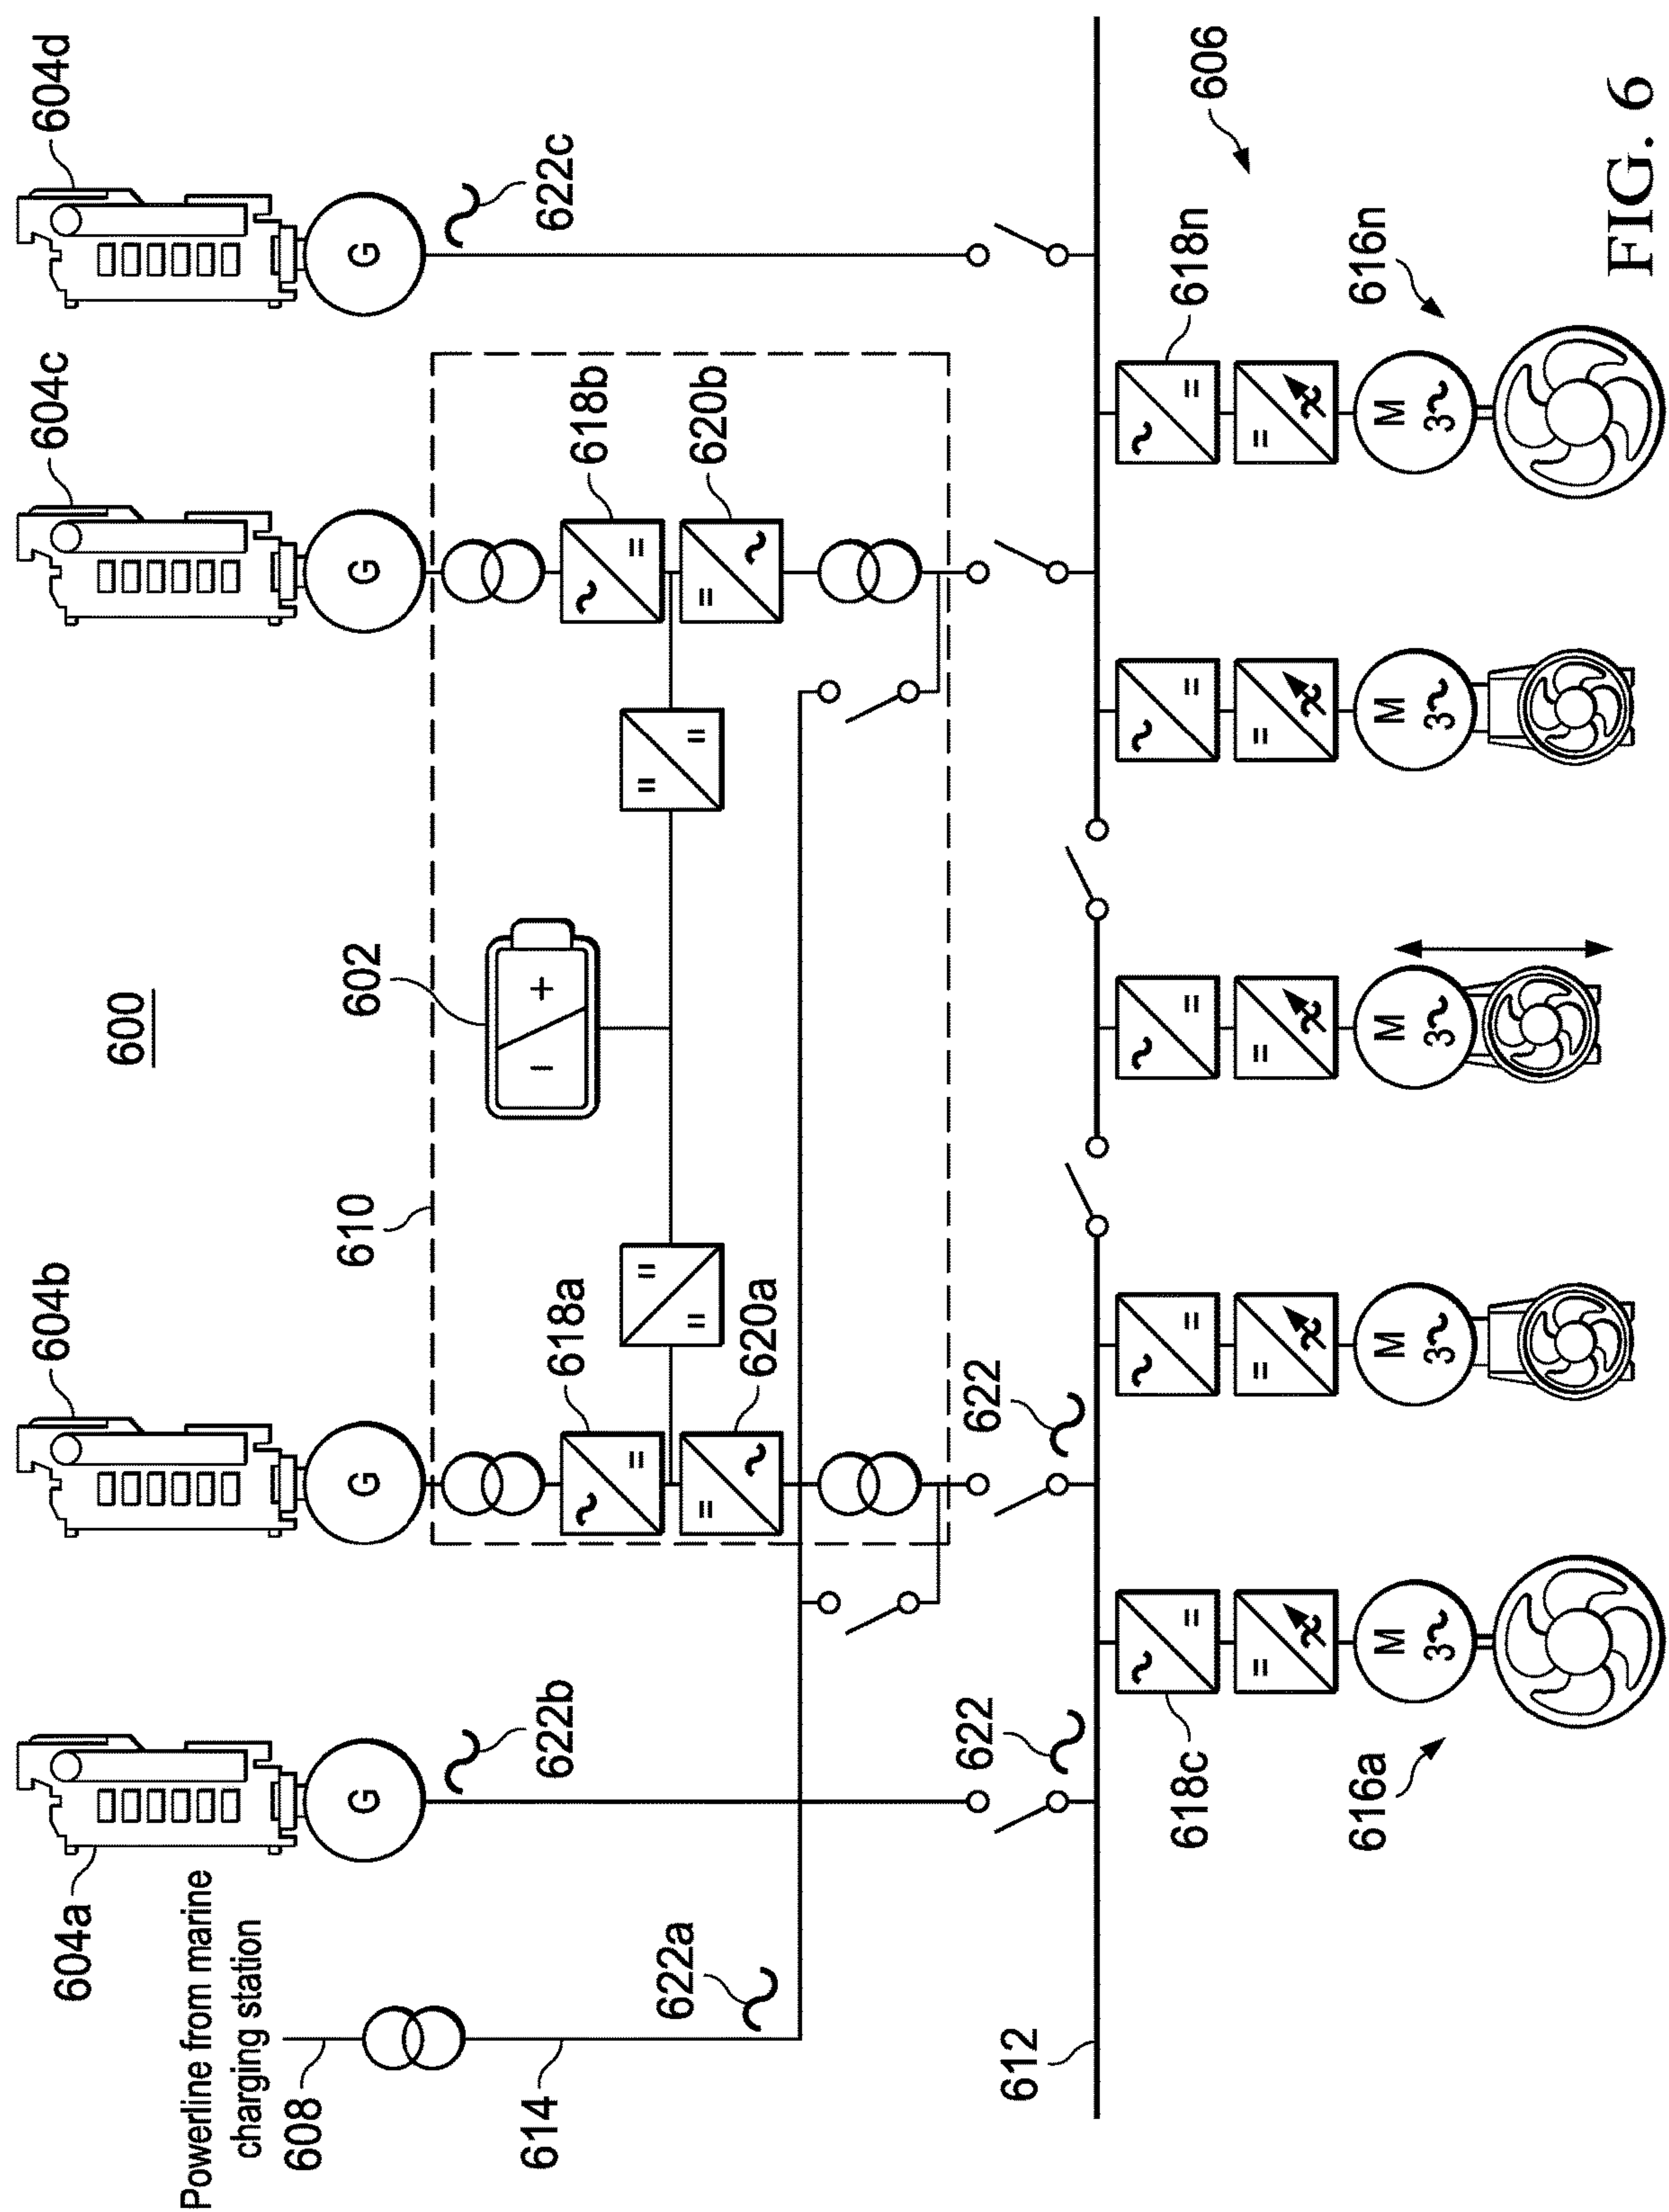 604a
604b
604c
604d
600
Powerline from marine
charging station
608
G
G
G
G
610
602
− +
622b
622c
614
622a
618a
618b
620a
620b
622
622
612
606
618c
618n
M
3~
M
3~
M
3~
M
3~
M
3~
616a
616n
FIG. 6